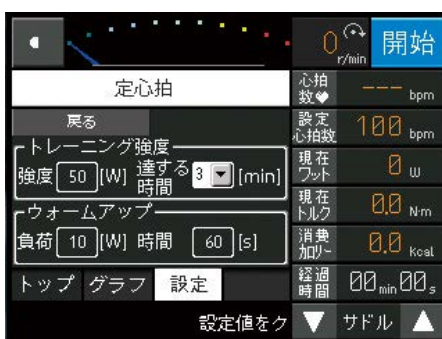 0 r/min 開始
定心拍
心拍数♥ --- bpm
戻る
設定心拍数 100 bpm
トレーニング強度
強度 50 [W] 達する時間 3 [min]
現在ワット 0 W
現在トルク 0.0 N·m
ウォームアップ
負荷 10 [W] 時間 60 [s]
消費カロリー 0.0 Kcal
トップ グラフ 設定
経過時間 00 min 00 s
設定値をク
サドル